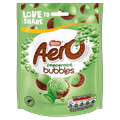 LOVE TO
SHARE
Nestlé
AerO
peppermint
bubbles